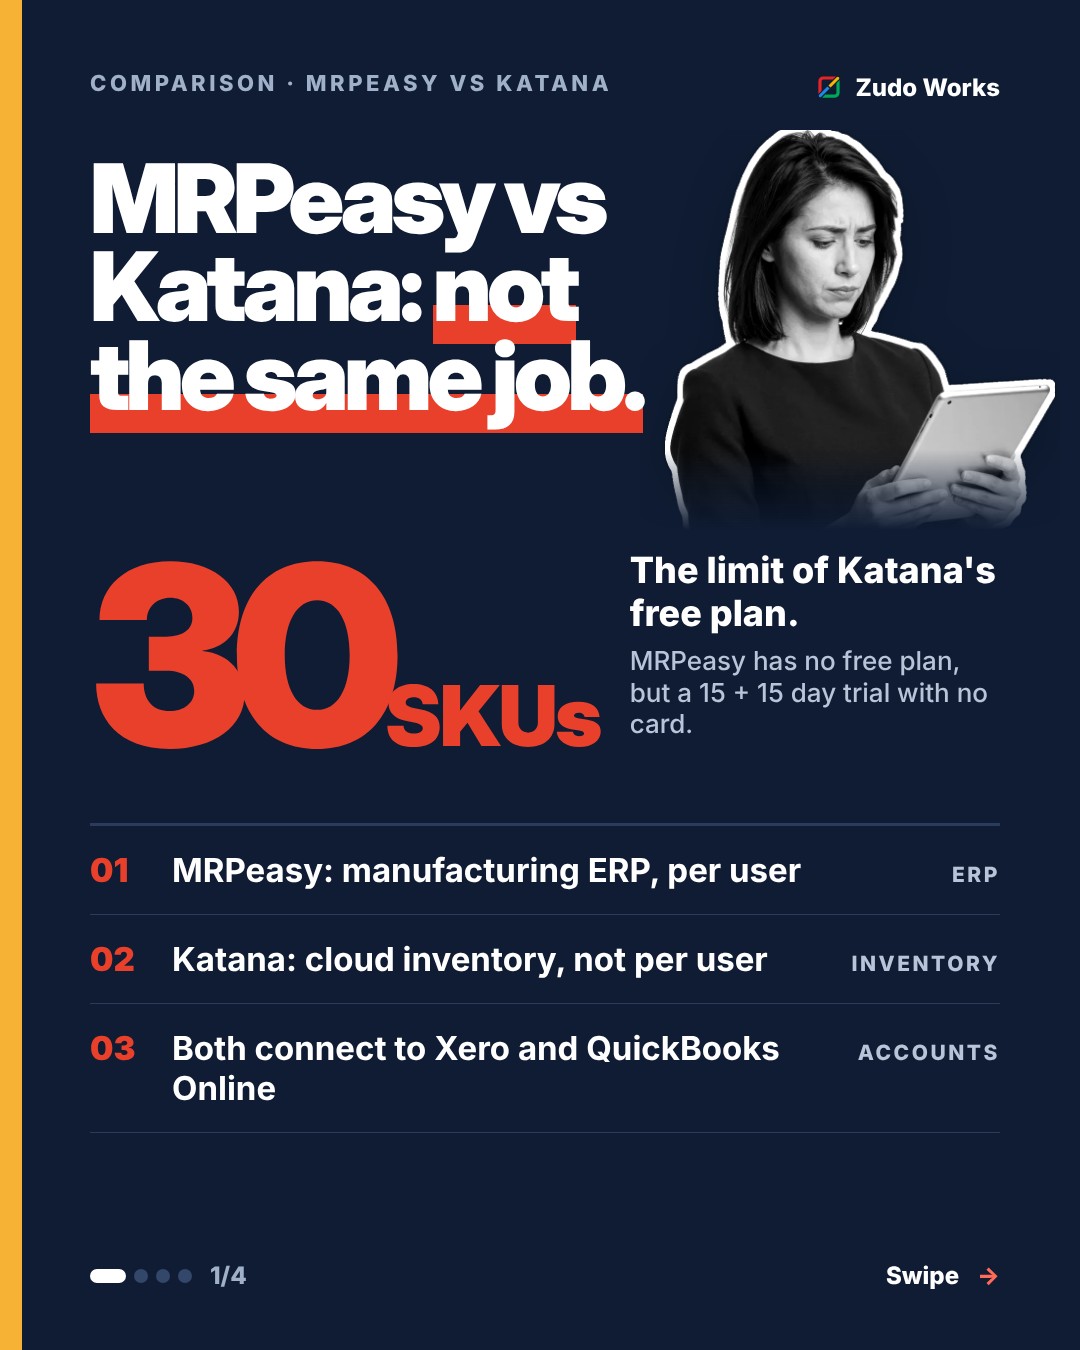 COMPARISON · MRPEASY VS KATANA
Zudo Works
MRPeasy vs
Katana: not
the same job.
30 SKUs
The limit of Katana's
free plan.
MRPeasy has no free plan,
but a 15 + 15 day trial with no
card.
01 MRPeasy: manufacturing ERP, per user ERP
02 Katana: cloud inventory, not per user INVENTORY
03 Both connect to Xero and QuickBooks ACCOUNTS
Online
1/4
Swipe →